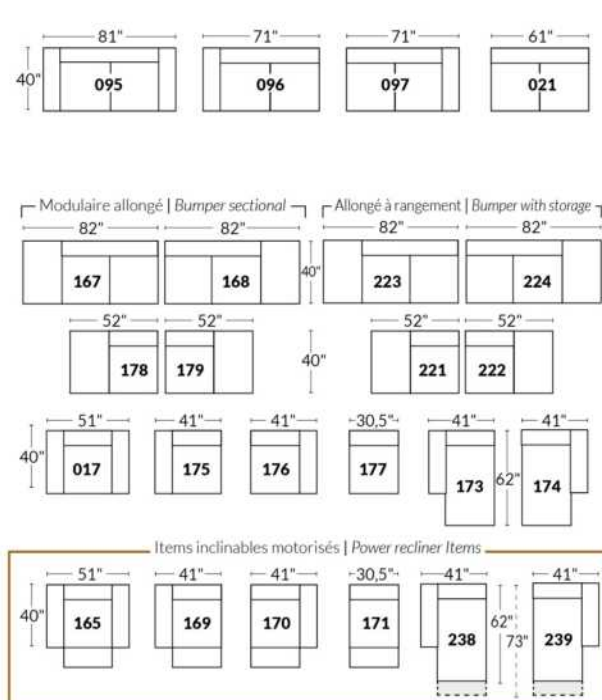 81" 71" 71" 61"
40" 095 096 097 021
Modulaire allongé | Bumper sectional Allongé à rangement | Bumper with storage
82" 82" 82" 82"
167 168 40" 223 224
52" 52" 52" 52"
178 179 40" 221 222
51" 41" 41" 30,5" 41" 41"
40" 017 175 176 177 173 62" 174
Items inclinables motorisés | Power recliner Items
51" 41" 41" 30,5" 41" 41"
40" 165 169 170 171 238 62" 73" 239